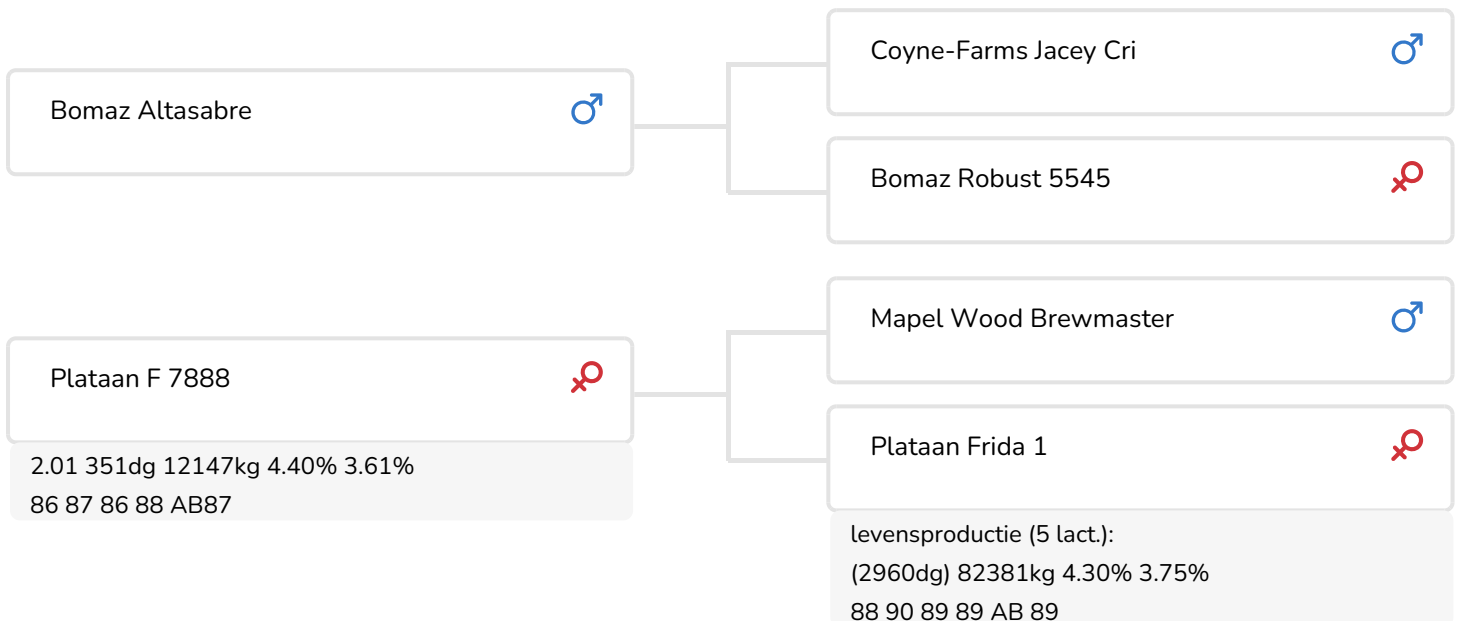 Coyne-Farms Jacey Cri
Bomaz Altasabre
Bomaz Robust 5545
Mapel Wood Brewmaster
Plataan F 7888
2.01 351dg 12147kg 4.40% 3.61%
86 87 86 88 AB87
Plataan Frida 1
levensproductie (5 lact.):
(2960dg) 82381kg 4.30% 3.75%
88 90 89 89 AB 89